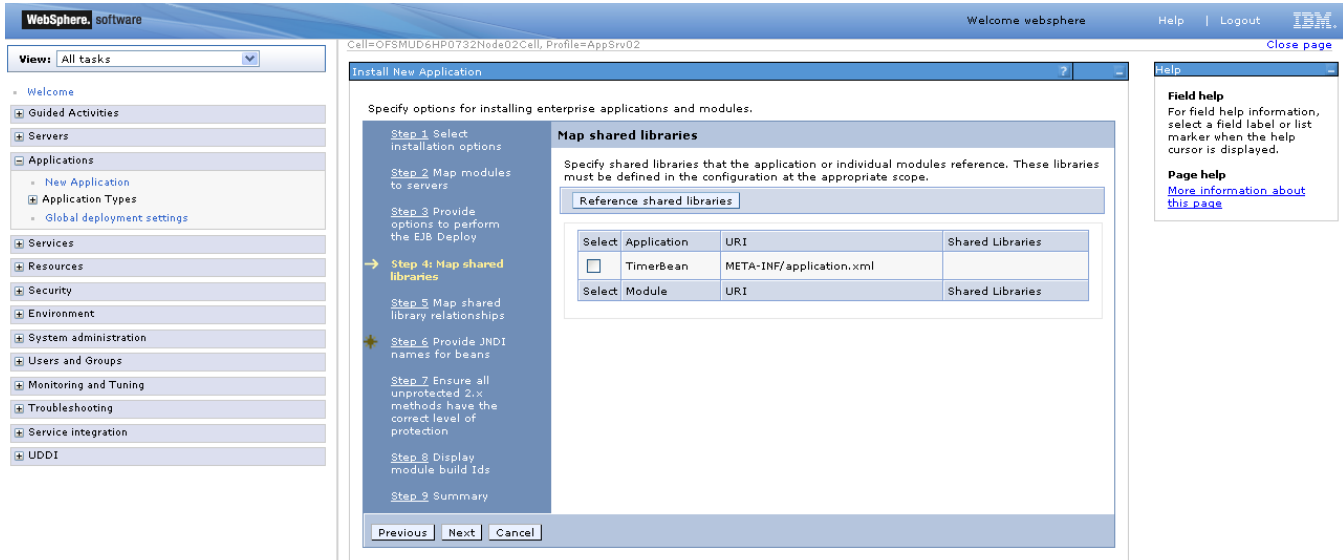 WebSphere. software
Welcome websphere
Help | Logout
IBM.
View: All tasks
Cell=OFSMUD6HP0732Node02Cell, Profile=AppSrv02
Close page
Welcome
Guided Activities
Servers
Applications
New Application
Application Types
Global deployment settings
Services
Resources
Security
Environment
System administration
Users and Groups
Monitoring and Tuning
Troubleshooting
Service integration
UDDI
Install New Application
?
Specify options for installing enterprise applications and modules.
Step 1 Select
installation options
Step 2 Map modules
to servers
Step 3 Provide
options to perform
the EJB Deploy
Step 4: Map shared
libraries
Step 5 Map shared
library relationships
Step 6 Provide JNDI
names for beans
Step 7 Ensure all
unprotected 2.x
methods have the
correct level of
protection
Step 8 Display
module build Ids
Step 9 Summary
Map shared libraries
Specify shared libraries that the application or individual modules reference. These libraries
must be defined in the configuration at the appropriate scope.
Reference shared libraries
Select Application URI Shared Libraries
TimerBean META-INF/application.xml
Select Module URI Shared Libraries
Previous Next Cancel
Help
Field help
For field help information,
select a field label or list
marker when the help
cursor is displayed.
Page help
More information about
this page